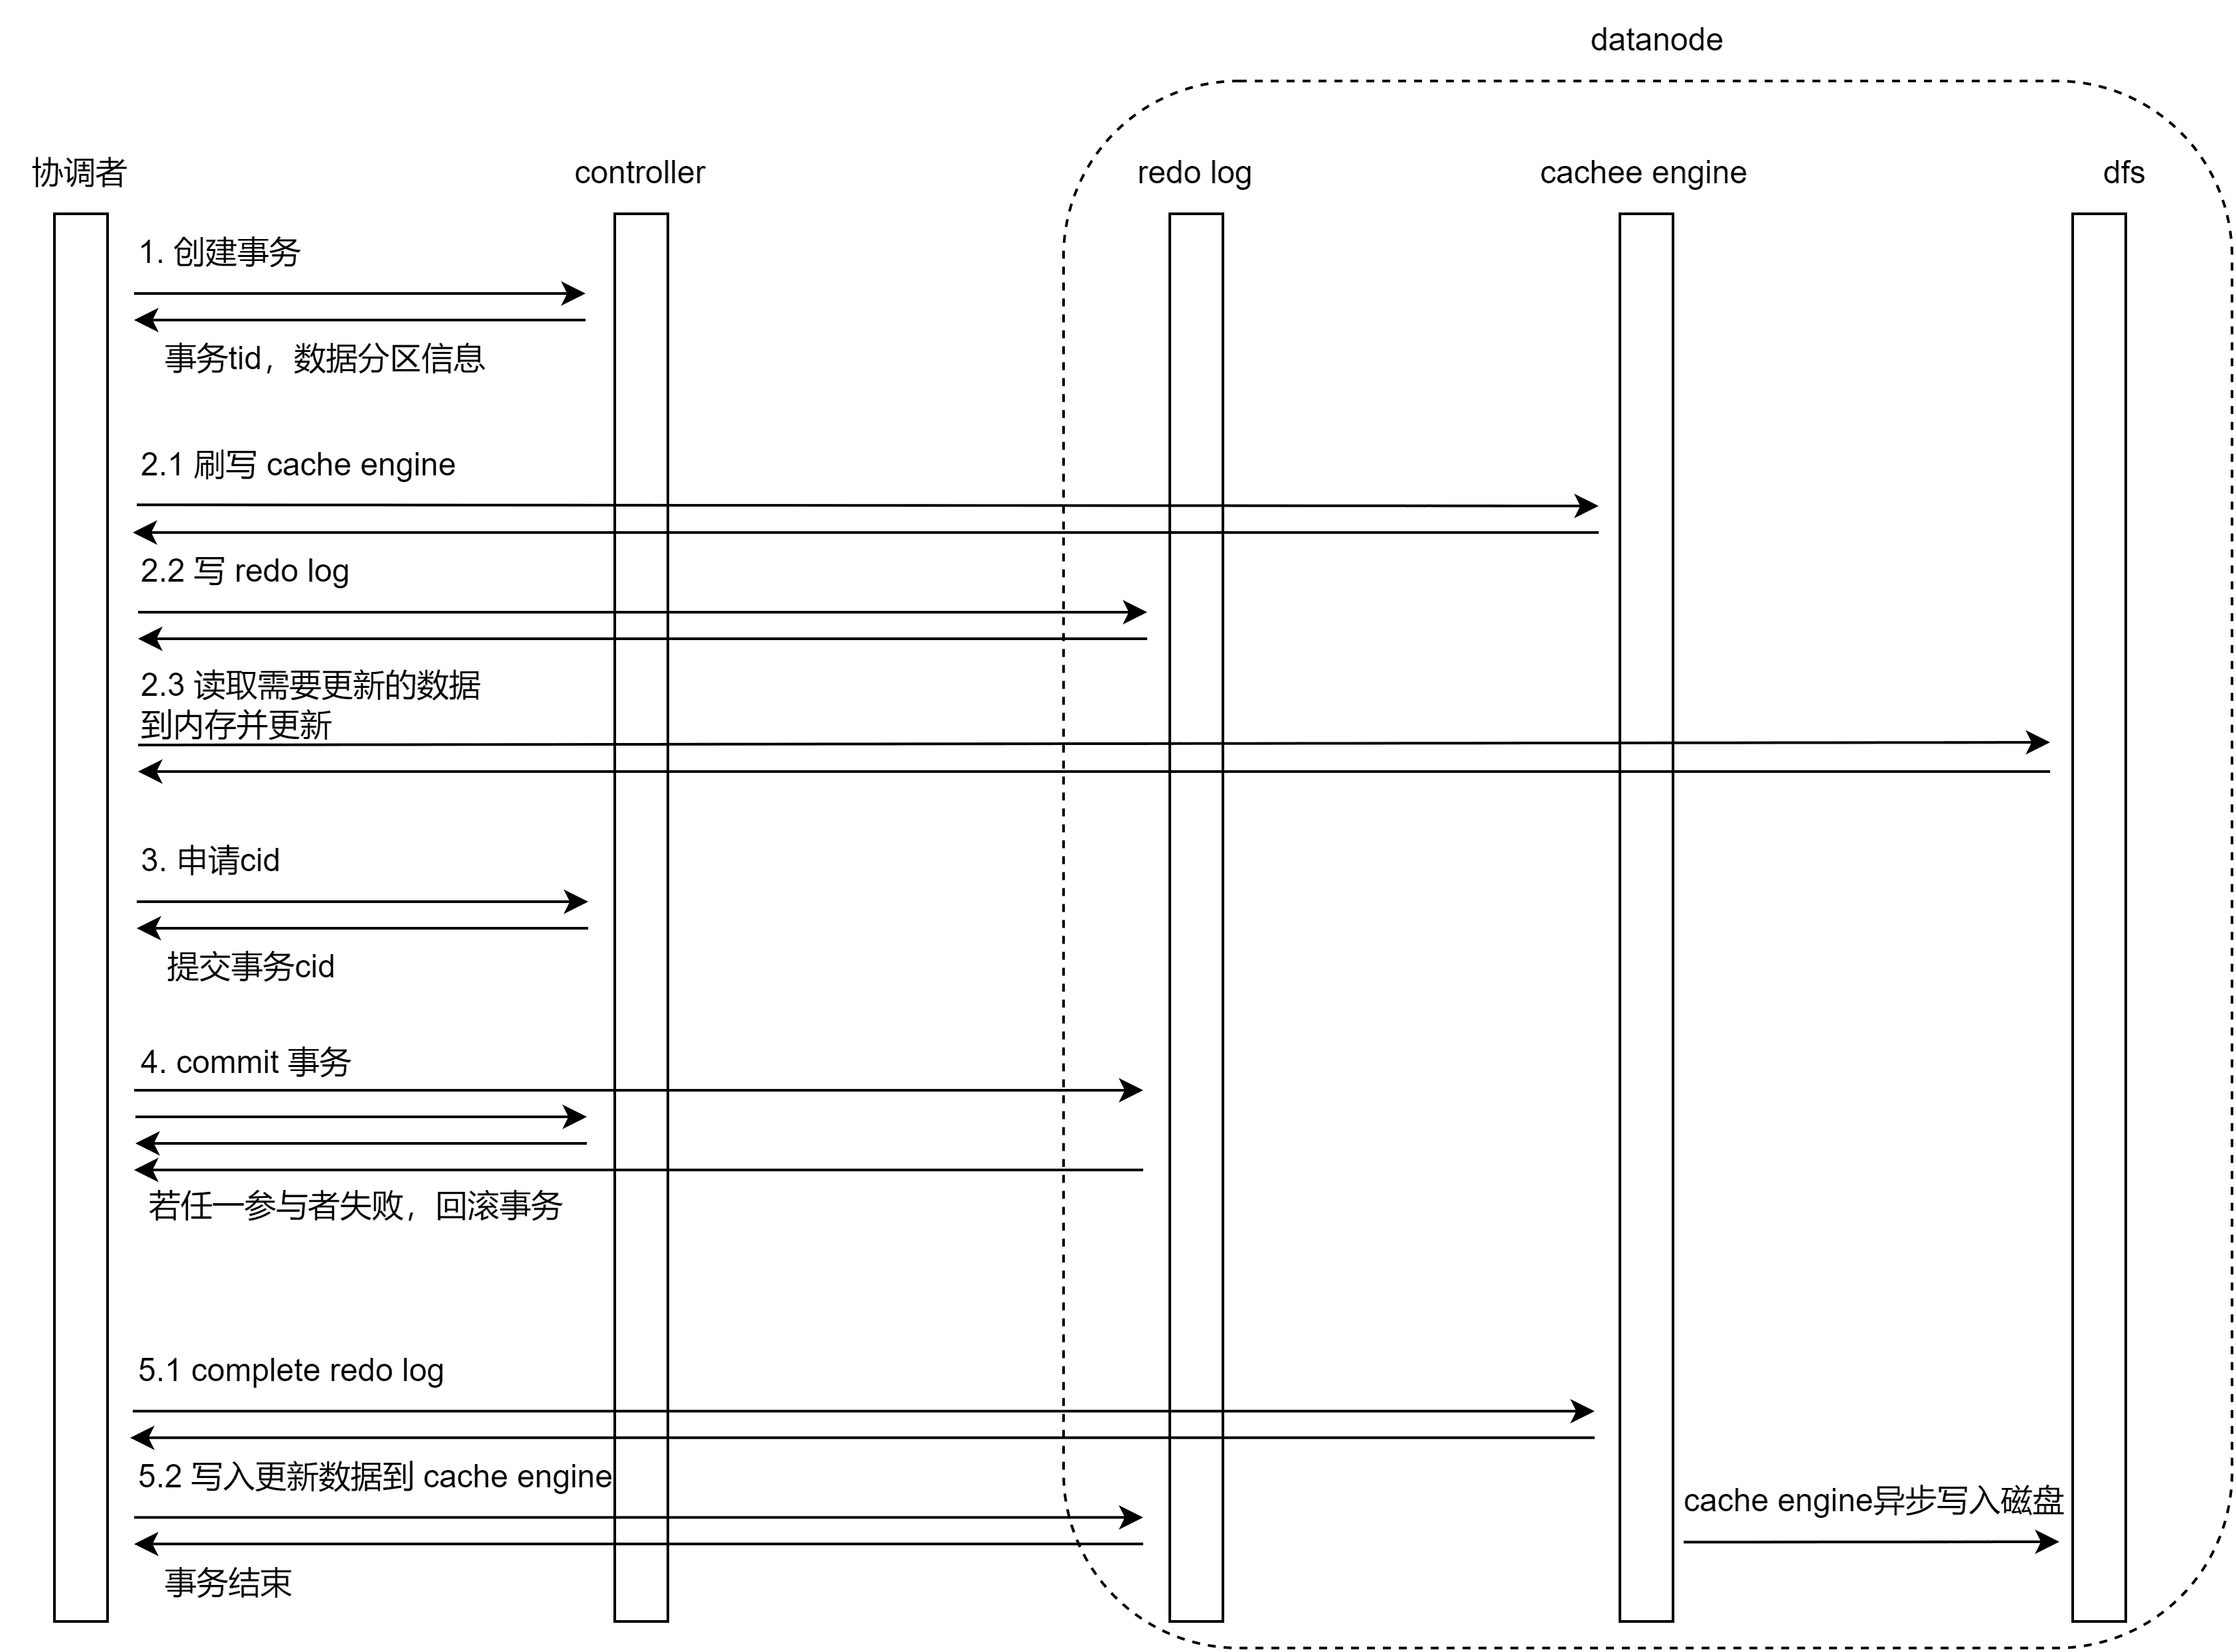 datanode
协调者
controller
redo log
cachee engine
dfs
1. 创建事务
事务tid，数据分区信息
2.1 刷写 cache engine
2.2 写 redo log
2.3 读取需要更新的数据
到内存并更新
3. 申请cid
提交事务cid
4. commit 事务
若任一参与者失败，回滚事务
5.1 complete redo log
5.2 写入更新数据到 cache engine
cache engine异步写入磁盘
事务结束